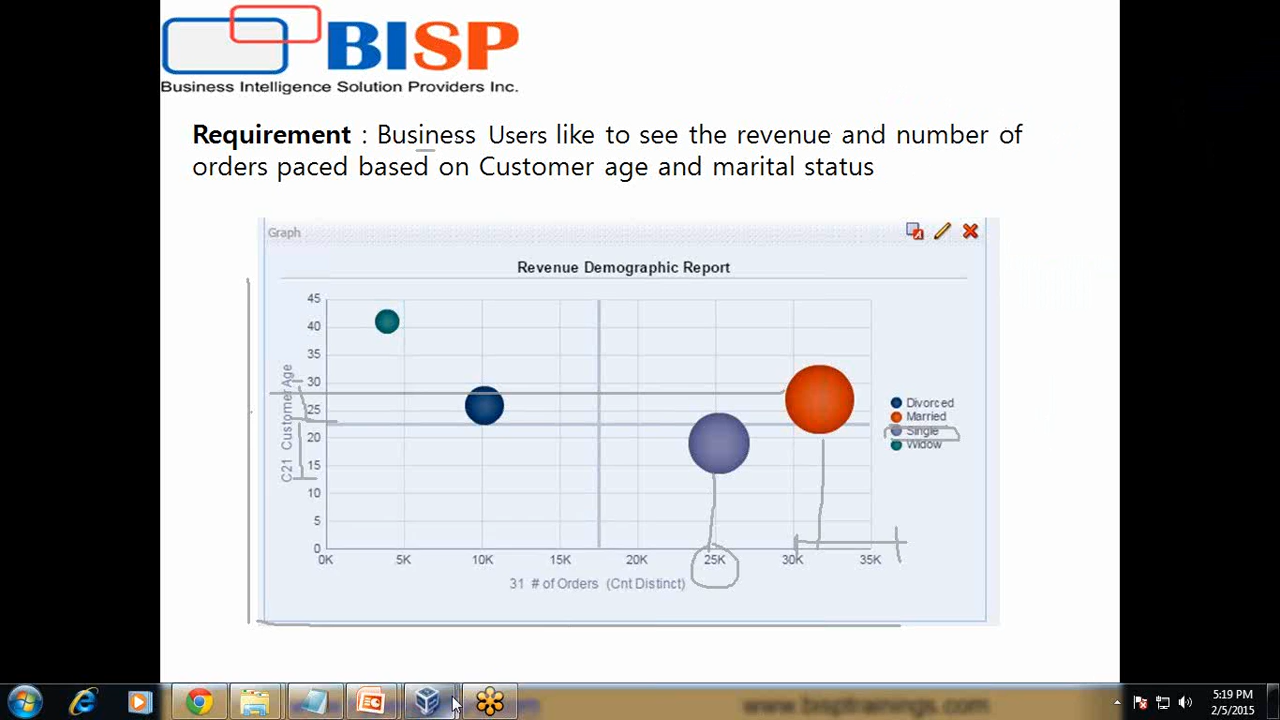 BISP
Business Intelligence Solution Providers Inc.
Requirement : Business Users like to see the revenue and number of
orders paced based on Customer age and marital status
Graph
Revenue Demographic Report
45
40
35
30
25
20
15
10
5
0
C21 Customer Age
0K 5K 10K 15K 20K 25K 30K 35K
31 # of Orders (Cnt Distinct)
Divorced
Married
Single
Widow
www.bisptrainings.com
5:19 PM
2/5/2015